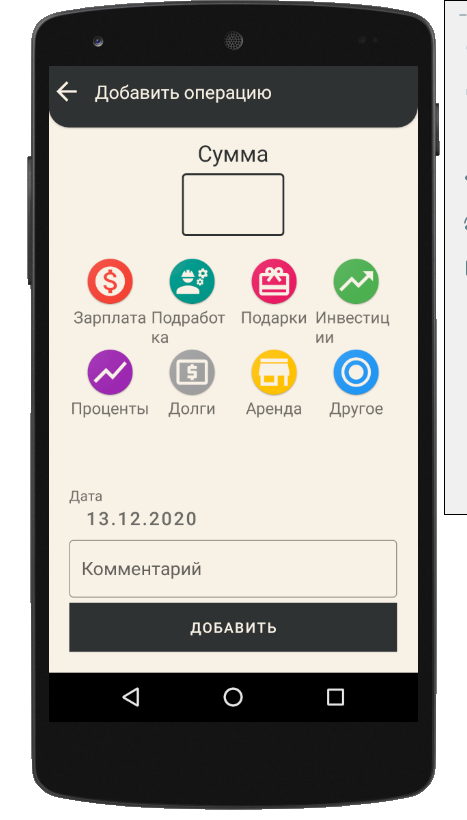 Добавить операцию
Сумма
Зарплата Подработ Подарки Инвестиц
ка ии
Проценты Долги Аренда Другое
Дата
13.12.2020
Комментарий
ДОБАВИТЬ